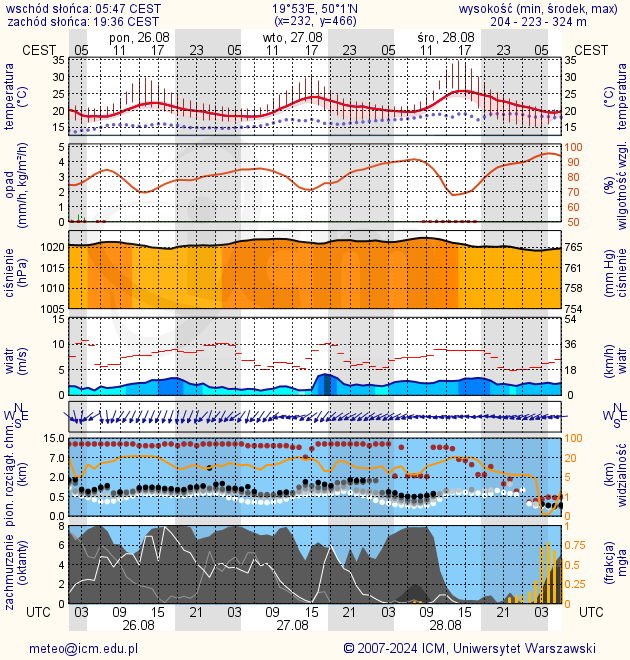 wschód słońca: 05:47 CEST 19°53'E, 50°1'N wysokość (min, środek, max)
zachód słońca: 19:36 CEST (x=232, y=466) 204 - 223 - 324 m
pon, 26.08 wto, 27.08 śro, 28.08
CEST 05 11 17 23 05 11 17 23 05 11 17 23 05 CEST
temperatura (°C)
35 30 25 20 15
35 30 25 20 15
(°C) temperatura
opad (mm/h, kg/m²/h)
5 4 3 2 1 0
100 90 80 70 60 50
(%) wilgotność wzgl.
ciśnienie (hPa)
1020 1015 1010 1005
765 761 758 754
(mm Hg) ciśnienie
wiatr (m/s)
15 10 5 0
54 36 18 0
(km/h) wiatr
N W E S
N W E S
pion. rozciągł. chm. (km)
15.0 7.0 2.0 0.5 0.0
100 20 5 1 0
(km) widzialność
zachmurzenie (oktanty)
8 6 4 2 0
1 0.75 0.5 0.25 0
(frakcja) mgła
UTC 03 09 15 21 03 09 15 21 03 09 15 21 03 UTC
26.08 27.08 28.08
meteo@icm.edu.pl © 2007-2024 ICM, Uniwersytet Warszawski